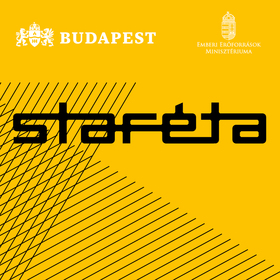 BUDAPEST
Emberi Erőforrások
Minisztériuma
staféta